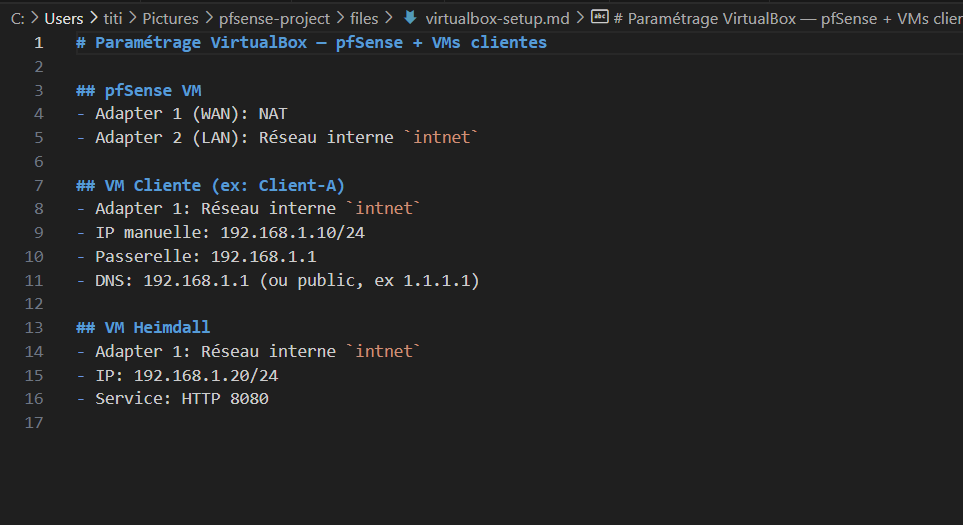 C: > Users > titi > Pictures > pfsense-project > files > virtualbox-setup.md > # Paramétrage VirtualBox — pfSense + VMs clien
1 # Paramétrage VirtualBox — pfSense + VMs clientes
2
3 ## pfSense VM
4 - Adapter 1 (WAN): NAT
5 - Adapter 2 (LAN): Réseau interne `intnet`
6
7 ## VM Cliente (ex: Client-A)
8 - Adapter 1: Réseau interne `intnet`
9 - IP manuelle: 192.168.1.10/24
10 - Passerelle: 192.168.1.1
11 - DNS: 192.168.1.1 (ou public, ex 1.1.1.1)
12
13 ## VM Heimdall
14 - Adapter 1: Réseau interne `intnet`
15 - IP: 192.168.1.20/24
16 - Service: HTTP 8080
17